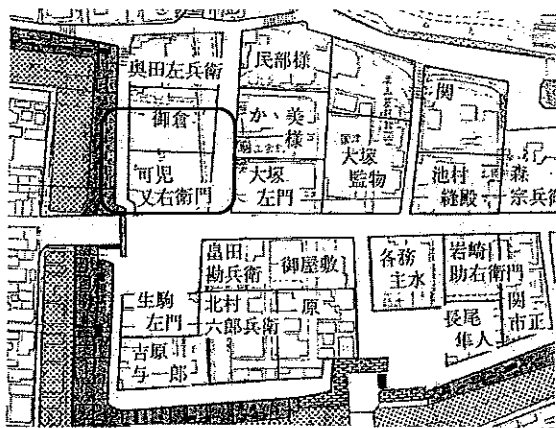 奥田左兵衛
民部様
関
御倉
かゝ美
様
可児
又右衛門
大塚
左門
大塚
監物
池村
縫殿
森
宗兵衛
畠田
勘兵衛
御屋敷
各務
主水
岩崎
助右衛門
生駒
左門
北村
六郎兵衛
原
長尾
隼人
関
市正
古原
与一郎